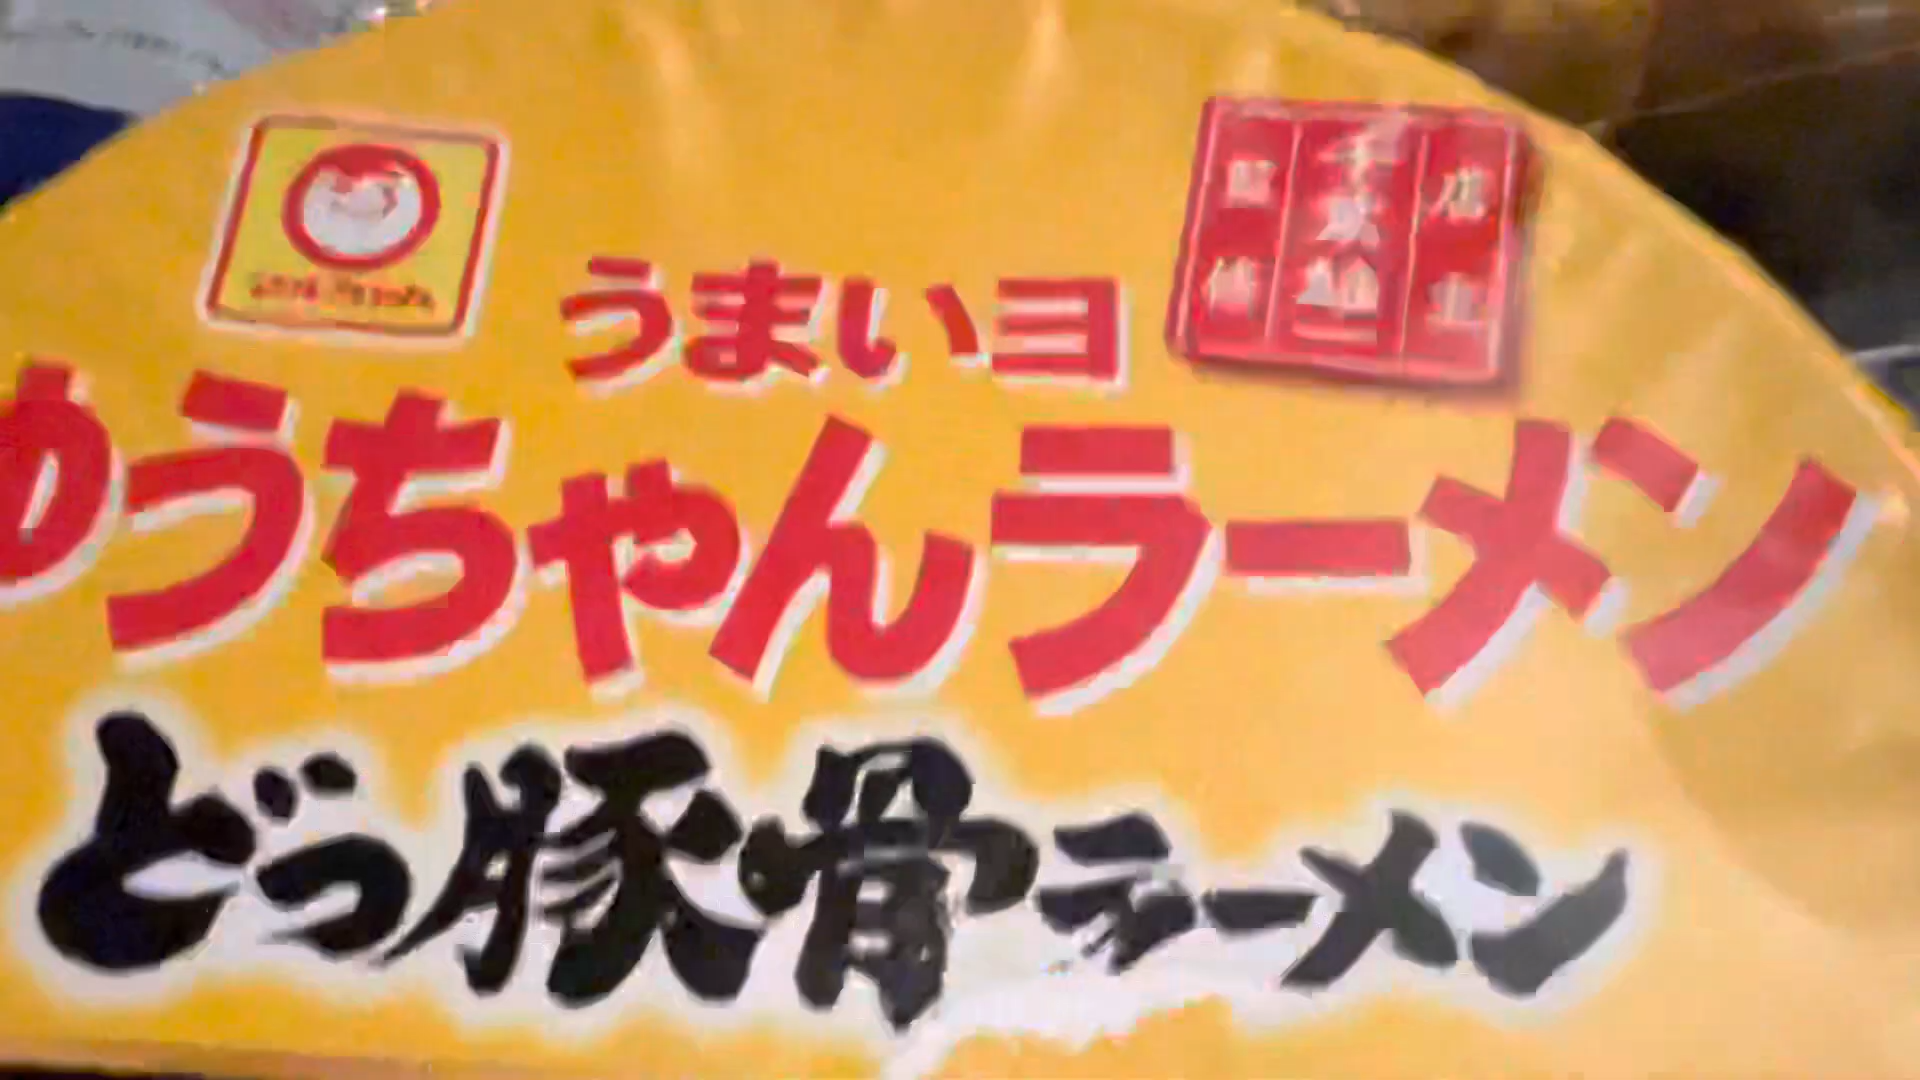 うまいヨ
ゆうちゃんラーメン
どっ豚骨ラーメン